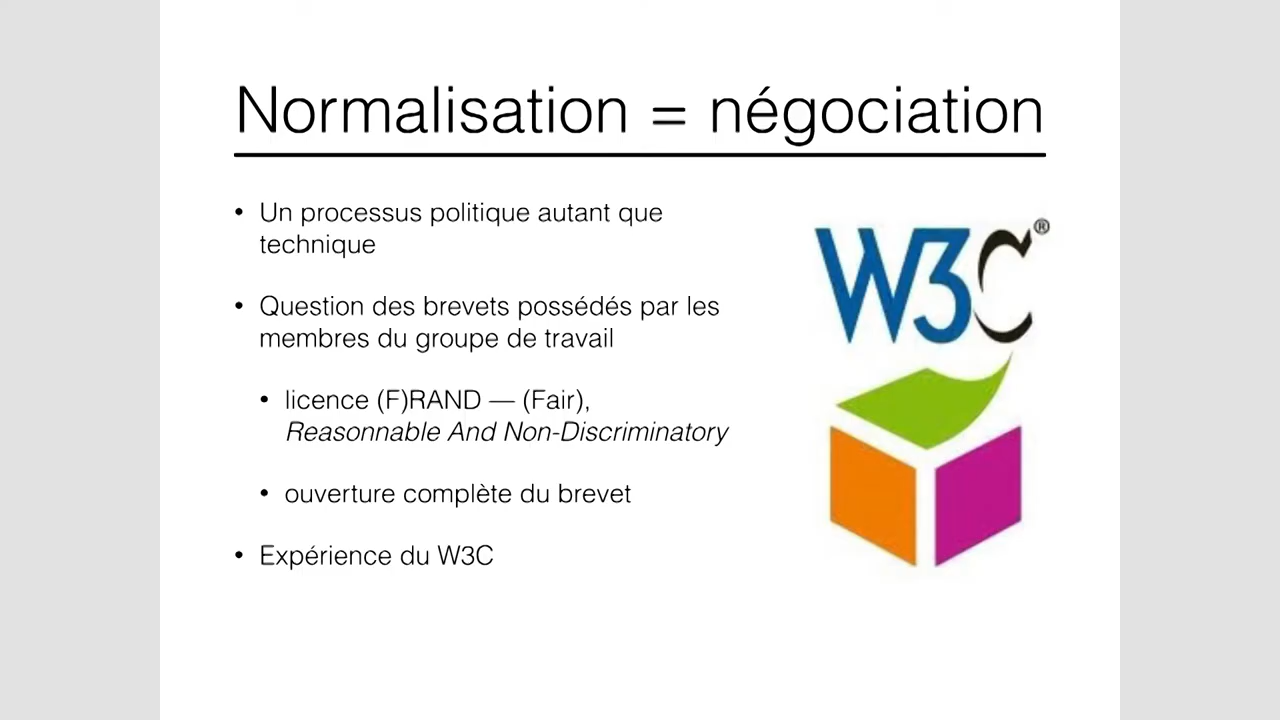 Normalisation = négociation
• Un processus politique autant que
technique
• Question des brevets possédés par les
membres du groupe de travail
• licence (F)RAND — (Fair),
Reasonnable And Non-Discriminatory
• ouverture complète du brevet
• Expérience du W3C
W3C®